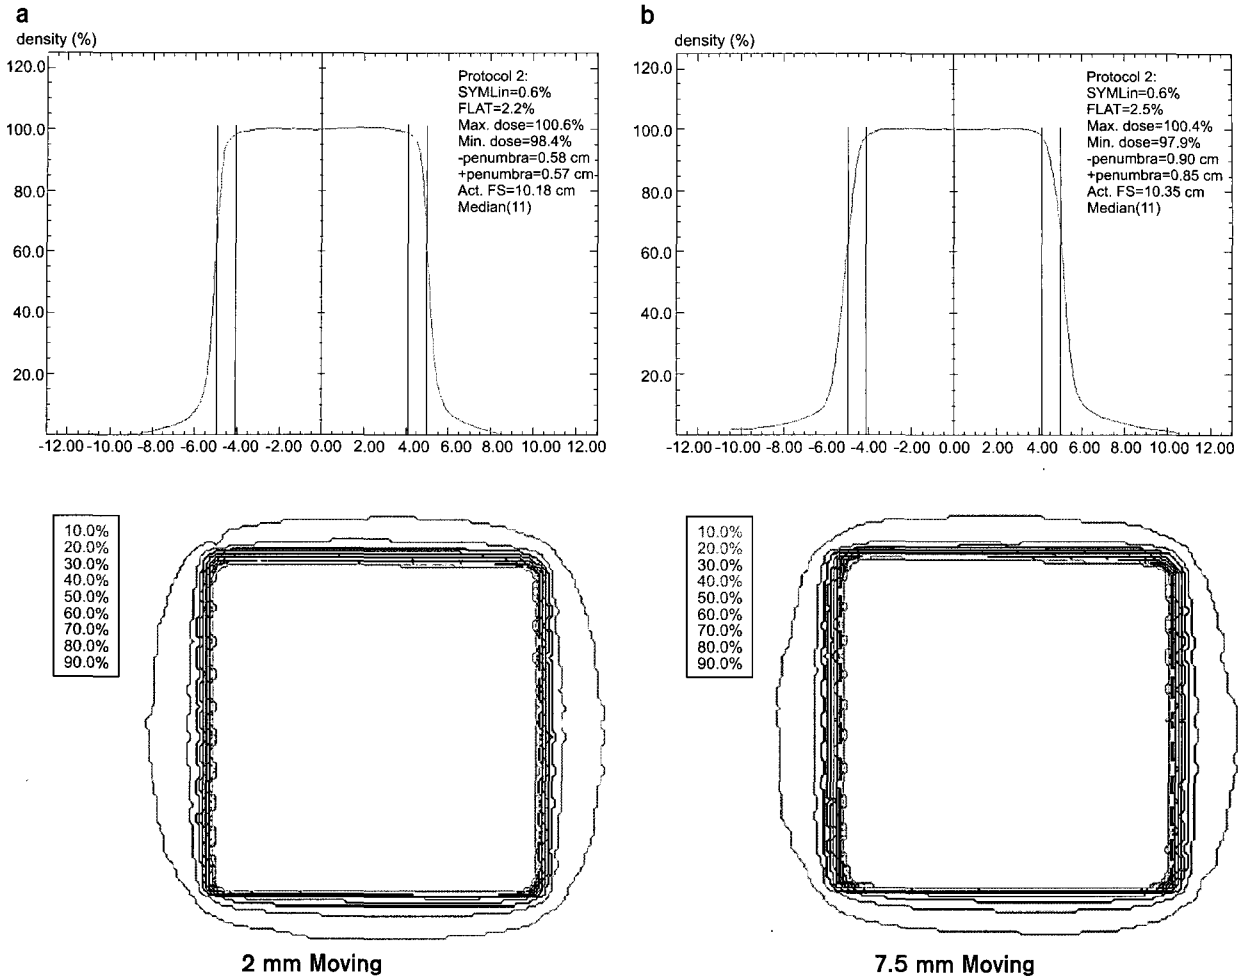 a
density (%)
120.0
100.0
80.0
60.0
40.0
20.0
-12.00 -10.00 -8.00 -6.00 -4.00 -2.00 0.00 2.00 4.00 6.00 8.00 10.00 12.00
Protocol 2:
SYMLin=0.6%
FLAT=2.2%
Max. dose=100.6%
Min. dose=98.4%
-penumbra=0.58 cm
+penumbra=0.57 cm
Act. FS=10.18 cm
Median(11)
b
density (%)
120.0
100.0
80.0
60.0
40.0
20.0
-12.00 -10.00 -8.00 -6.00 -4.00 -2.00 0.00 2.00 4.00 6.00 8.00 10.00 12.00
Protocol 2:
SYMLin=0.6%
FLAT=2.5%
Max. dose=100.4%
Min. dose=97.9%
-penumbra=0.90 cm
+penumbra=0.85 cm
Act. FS=10.35 cm
Median(11)
10.0%
20.0%
30.0%
40.0%
50.0%
60.0%
70.0%
80.0%
90.0%
2 mm Moving
10.0%
20.0%
30.0%
40.0%
50.0%
60.0%
70.0%
80.0%
90.0%
7.5 mm Moving